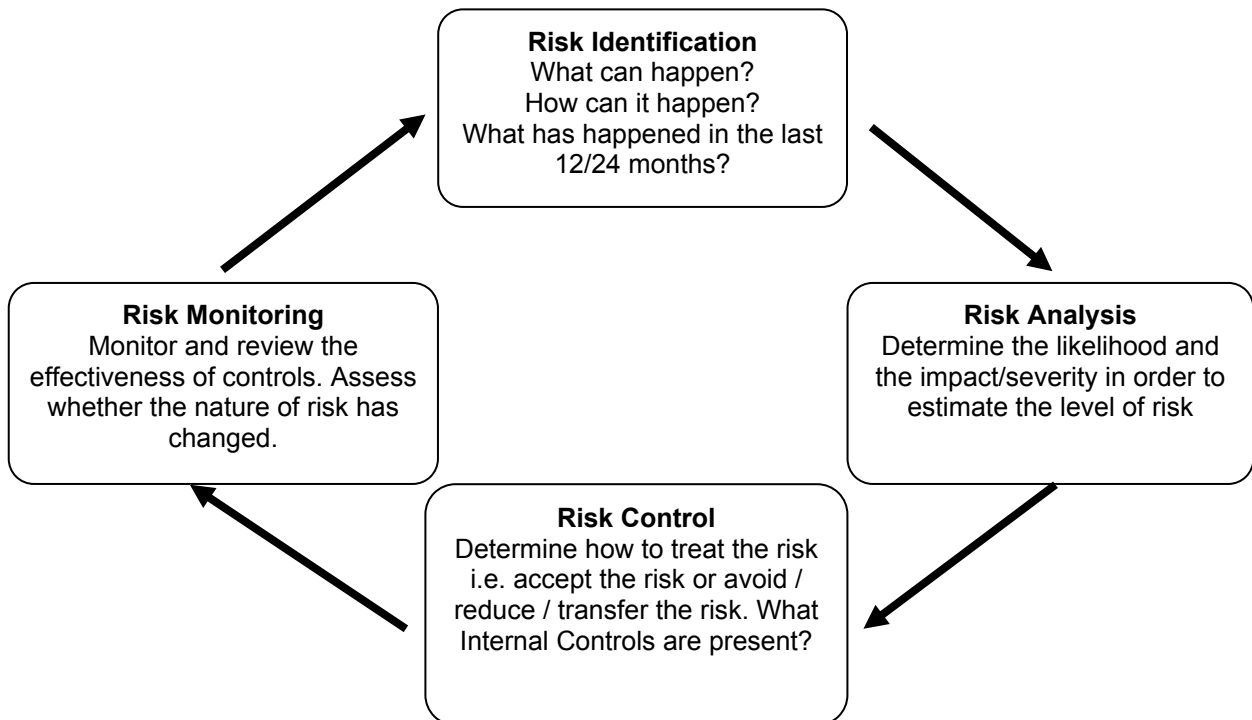 Risk Identification
What can happen?
How can it happen?
What has happened in the last
12/24 months?
Risk Monitoring
Monitor and review the
effectiveness of controls. Assess
whether the nature of risk has
changed.
Risk Analysis
Determine the likelihood and
the impact/severity in order to
estimate the level of risk
Risk Control
Determine how to treat the risk
i.e. accept the risk or avoid /
reduce / transfer the risk. What
Internal Controls are present?